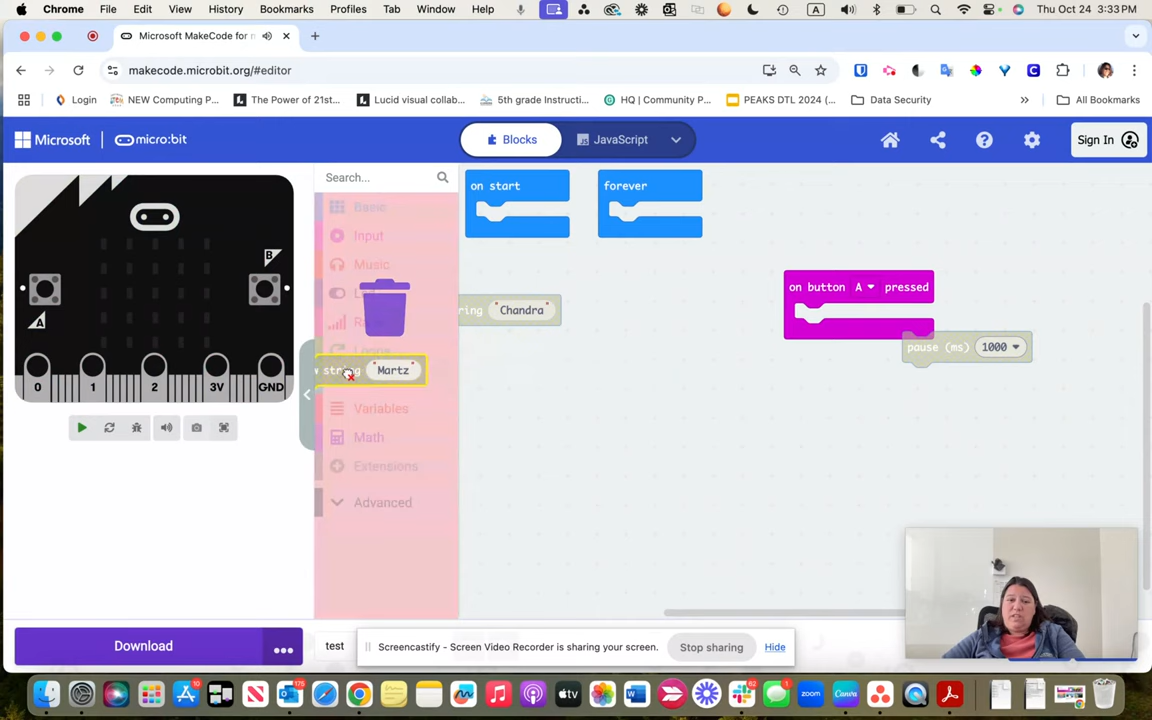 Chrome File Edit View History Bookmarks Profiles Tab Window Help A Thu Oct 24 3:33 PM
Microsoft MakeCode for
makecode.microbit.org/#editor
Login NEW Computing P... The Power of 21st... Lucid visual collab... 5th grade Instructi... HQ | Community P... PEAKS DTL 2024 (... Data Security » All Bookmarks
Microsoft micro:bit Blocks JavaScript Sign In
Search...
on start forever
Basic
Input
Music
on button A pressed
ring "Chandra"
pause (ms) 1000
w string "Martz"
Variables
Math
Extensions
Advanced
A B
0 1 2 3V GND
Download ... test
Screencastify - Screen Video Recorder is sharing your screen. Stop sharing Hide